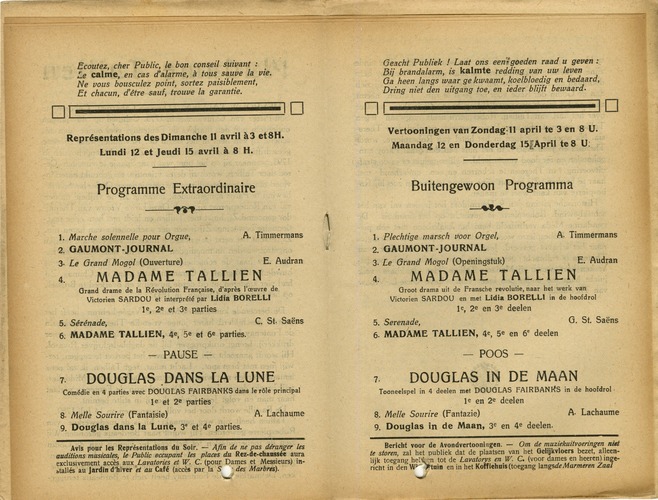 Ecoutez, cher Public, le bon conseil suivant :
Le calme, en cas d'alarme, à tous sauve la vie.
Ne vous bousculez point, sortez paisiblement,
Et chacun, d'être sauf, trouve la garantie.
Représentations des Dimanche 11 avril à 3 et 8 H.
Lundi 12 et Jeudi 15 avril à 8 H.
Programme Extraordinaire
1. Marche solennelle pour Orgue, A. Timmermans
2. GAUMONT-JOURNAL
3. Le Grand Mogol (Ouverture) E. Audran
4. MADAME TALLIEN
Grand drame de la Révolution Française, d'après l'œuvre de
Victorien SARDOU et interprété par Lidia BORELLI
1e, 2e et 3e parties
5. Sérénade, C. St. Saëns
6. MADAME TALLIEN, 4e, 5e et 6e parties.
— PAUSE —
7. DOUGLAS DANS LA LUNE
Comédie en 4 parties avec DOUGLAS FAIRBANKS dans le rôle principal
1e et 2e parties
8. Melle Sourire (Fantaisie) A. Lachaume
9. Douglas dans la Lune, 3e et 4e parties.
Avis pour les Représentations du Soir. — Afin de ne pas déranger les
auditions musicales, le Public occupant les places du Rez-de-chaussée aura
exclusivement accès aux Lavatories et W. C. (pour Dames et Messieurs) in-
stallés au Jardin d'hiver et au Café (accès par la des Marbres).
Geacht Publiek ! Laat ons een goeden raad u geven :
Bij brandalarm, is kalmte redding van uw leven
Ga heen langs waar ge kwaamt, koelbloedig en bedaard,
Dring niet den uitgang toe, en ieder blijft bewaard.
Vertooningen van Zondag 11 april te 3 en 8 U.
Maandag 12 en Donderdag 15 April te 8 U.
Buitengewoon Programma
1. Plechtige marsch voor Orgel, A. Timmermans
2. GAUMONT-JOURNAL
3. Le Grand Mogol (Openingstuk) E. Audran
4. MADAME TALLIEN
Groot drama uit de Fransche revolutie, naar het werk van
Victorien SARDOU en met Lidia BORELLI in de hoofdrol
1e, 2e en 3e deelen
5. Serenade, G. St. Saëns
6. MADAME TALLIEN, 4e, 5e en 6e deelen
— POOS —
7. DOUGLAS IN DE MAAN
Tooneelspel in 4 deelen met DOUGLAS FAIRBANKS in de hoofdrol
1e en 2e deelen
8. Melle Sourire (Fantazie) A. Lachaume
9. Douglas in de Maan, 3e en 4e deelen.
Bericht voor de Avondvertooningen. — Om de muziekuitvoeringen niet
te storen, zal het publiek dat de plaatsen van het Gelijkvloers bezet, alleen-
lijk toegang hebben tot de Lavatorys en W. C. (voor dames en heeren) inge-
richt in den en in het Koffiehuis (toegang langs de Marmeren Zaal